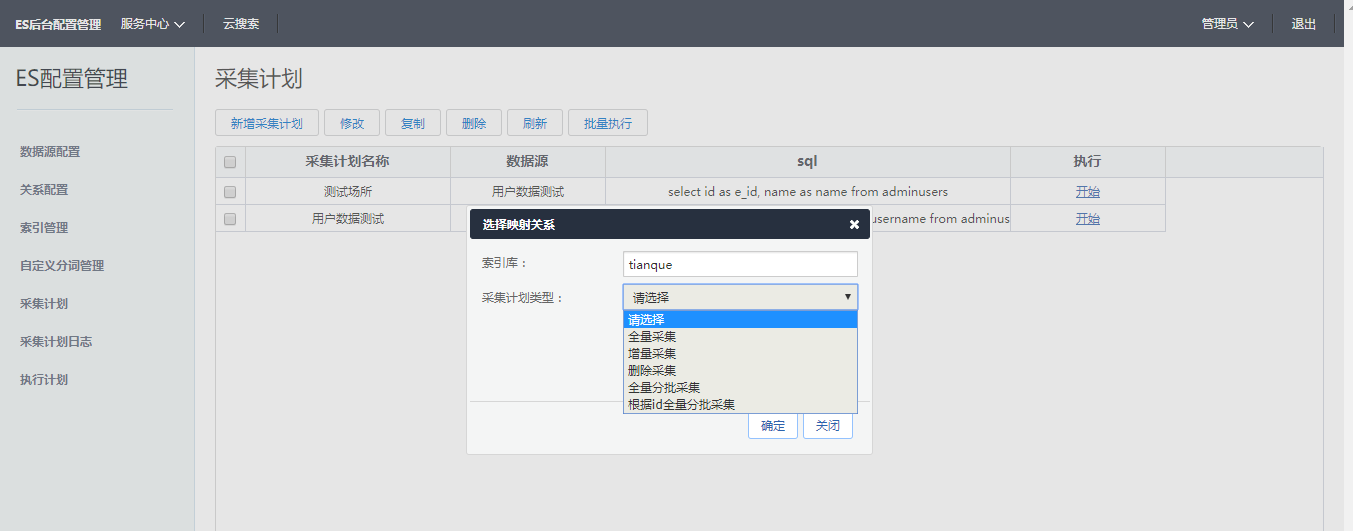 ES后台配置管理 服务中心 云搜索 管理员 退出
ES配置管理
采集计划
新增采集计划 修改 复制 删除 刷新 批量执行
数据源配置
关系配置
索引管理
自定义分词管理
采集计划
采集计划日志
执行计划
采集计划名称 数据源 sql 执行
测试场所 用户数据测试 select id as e_id, name as name from adminusers 开始
用户数据测试 username from adminus 开始
选择映射关系
索引库： tianque
采集计划类型： 请选择
请选择
全量采集
增量采集
删除采集
全量分批采集
根据id全量分批采集
确定 关闭